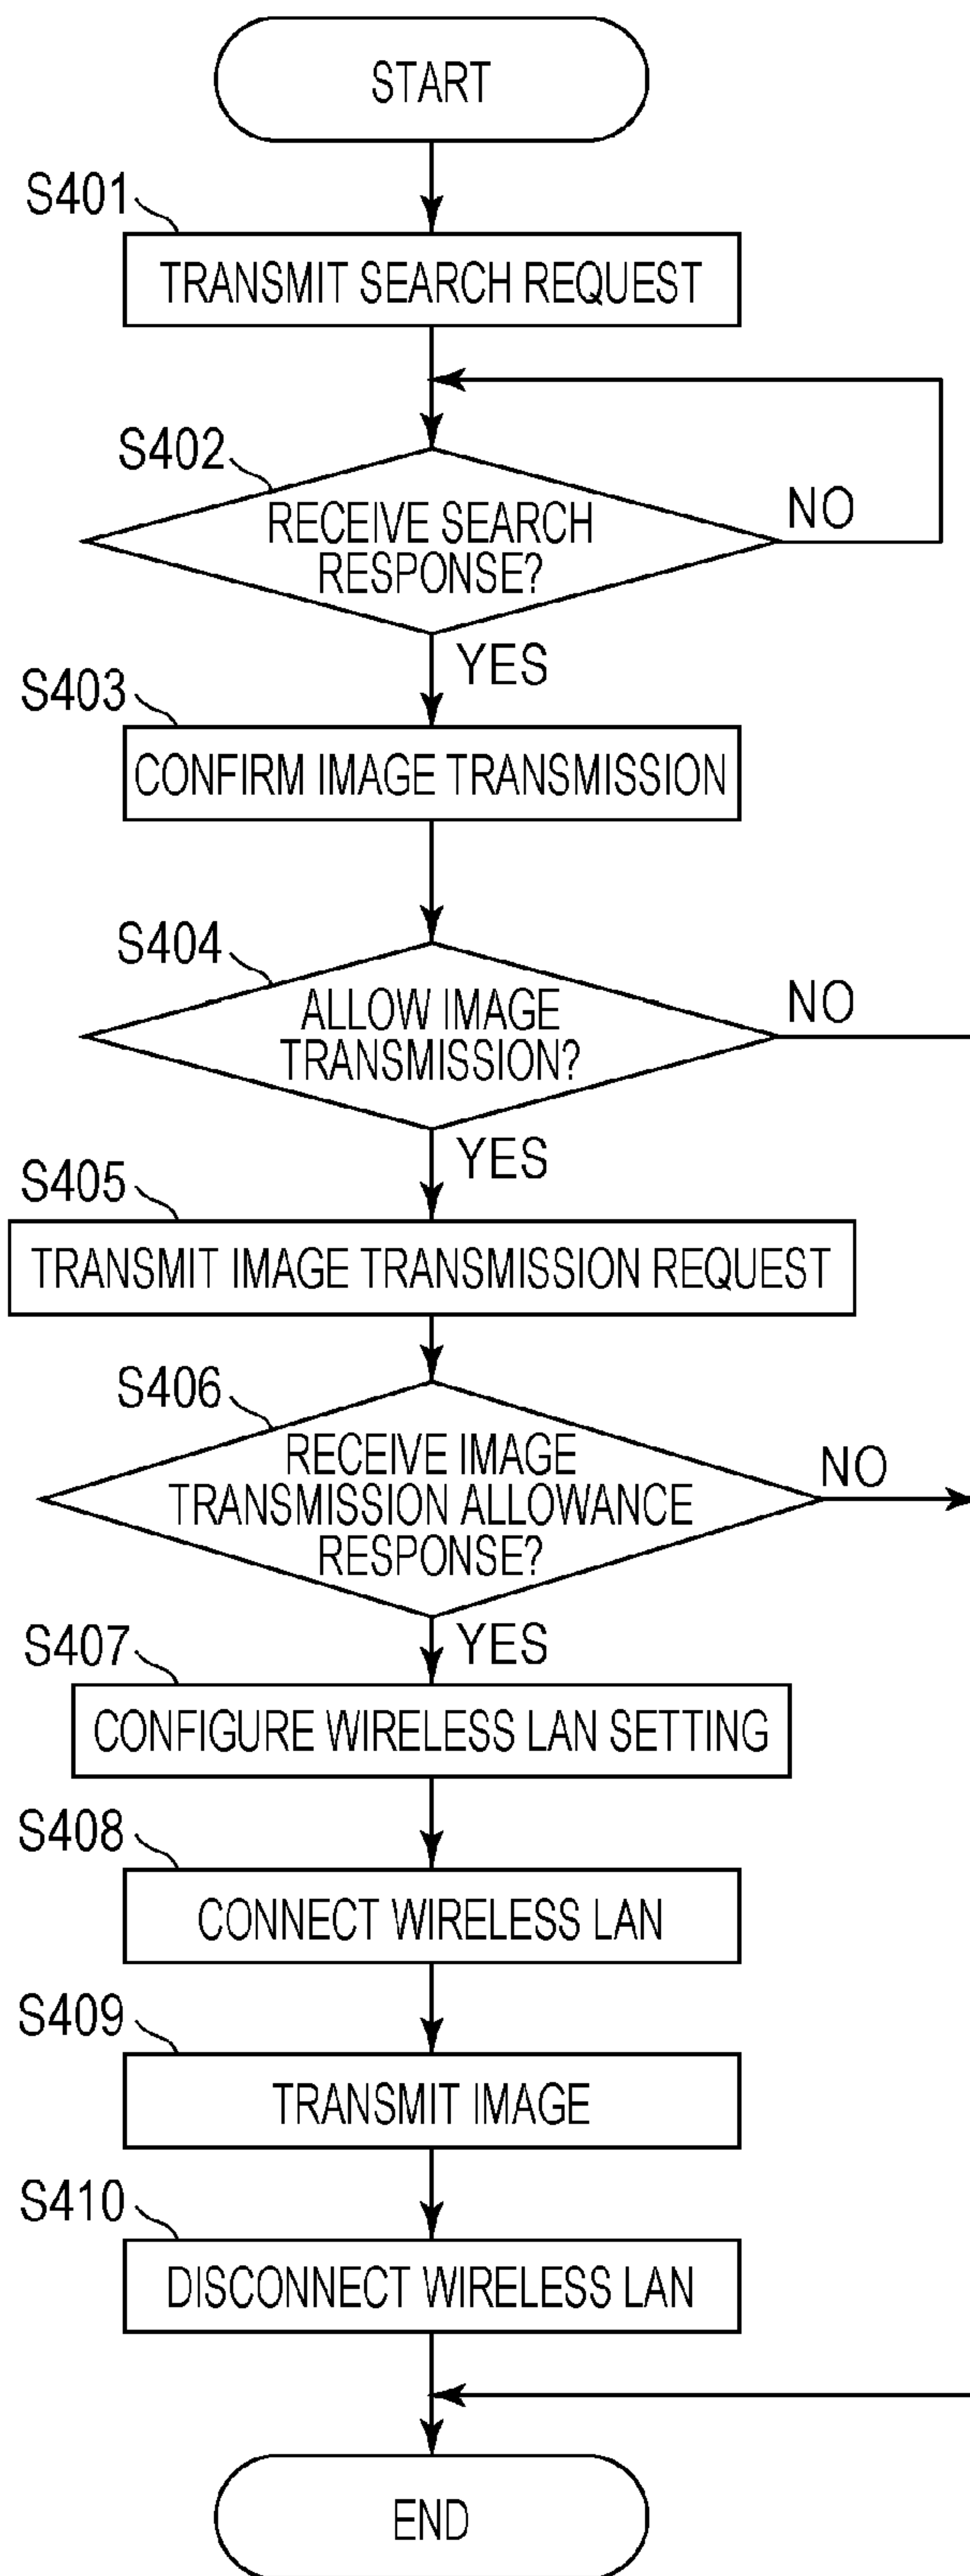 START
S401
TRANSMIT SEARCH REQUEST
S402
RECEIVE SEARCH
RESPONSE?
NO
YES
S403
CONFIRM IMAGE TRANSMISSION
S404
ALLOW IMAGE
TRANSMISSION?
NO
YES
S405
TRANSMIT IMAGE TRANSMISSION REQUEST
S406
RECEIVE IMAGE
TRANSMISSION ALLOWANCE
RESPONSE?
NO
YES
S407
CONFIGURE WIRELESS LAN SETTING
S408
CONNECT WIRELESS LAN
S409
TRANSMIT IMAGE
S410
DISCONNECT WIRELESS LAN
END